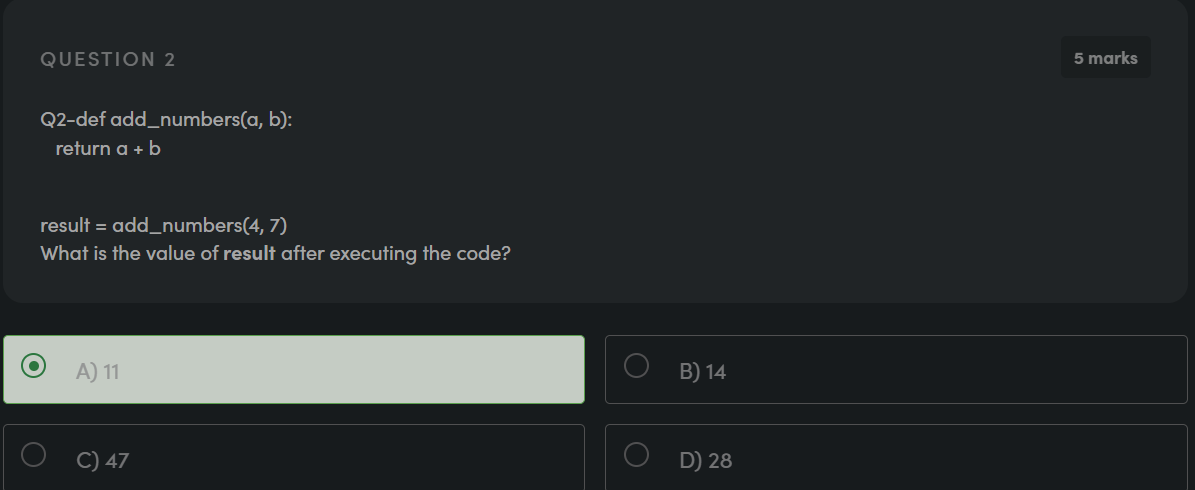 QUESTION 2
5 marks
Q2-def add_numbers(a, b):
return a + b
result = add_numbers(4, 7)
What is the value of result after executing the code?
A) 11
B) 14
C) 47
D) 28